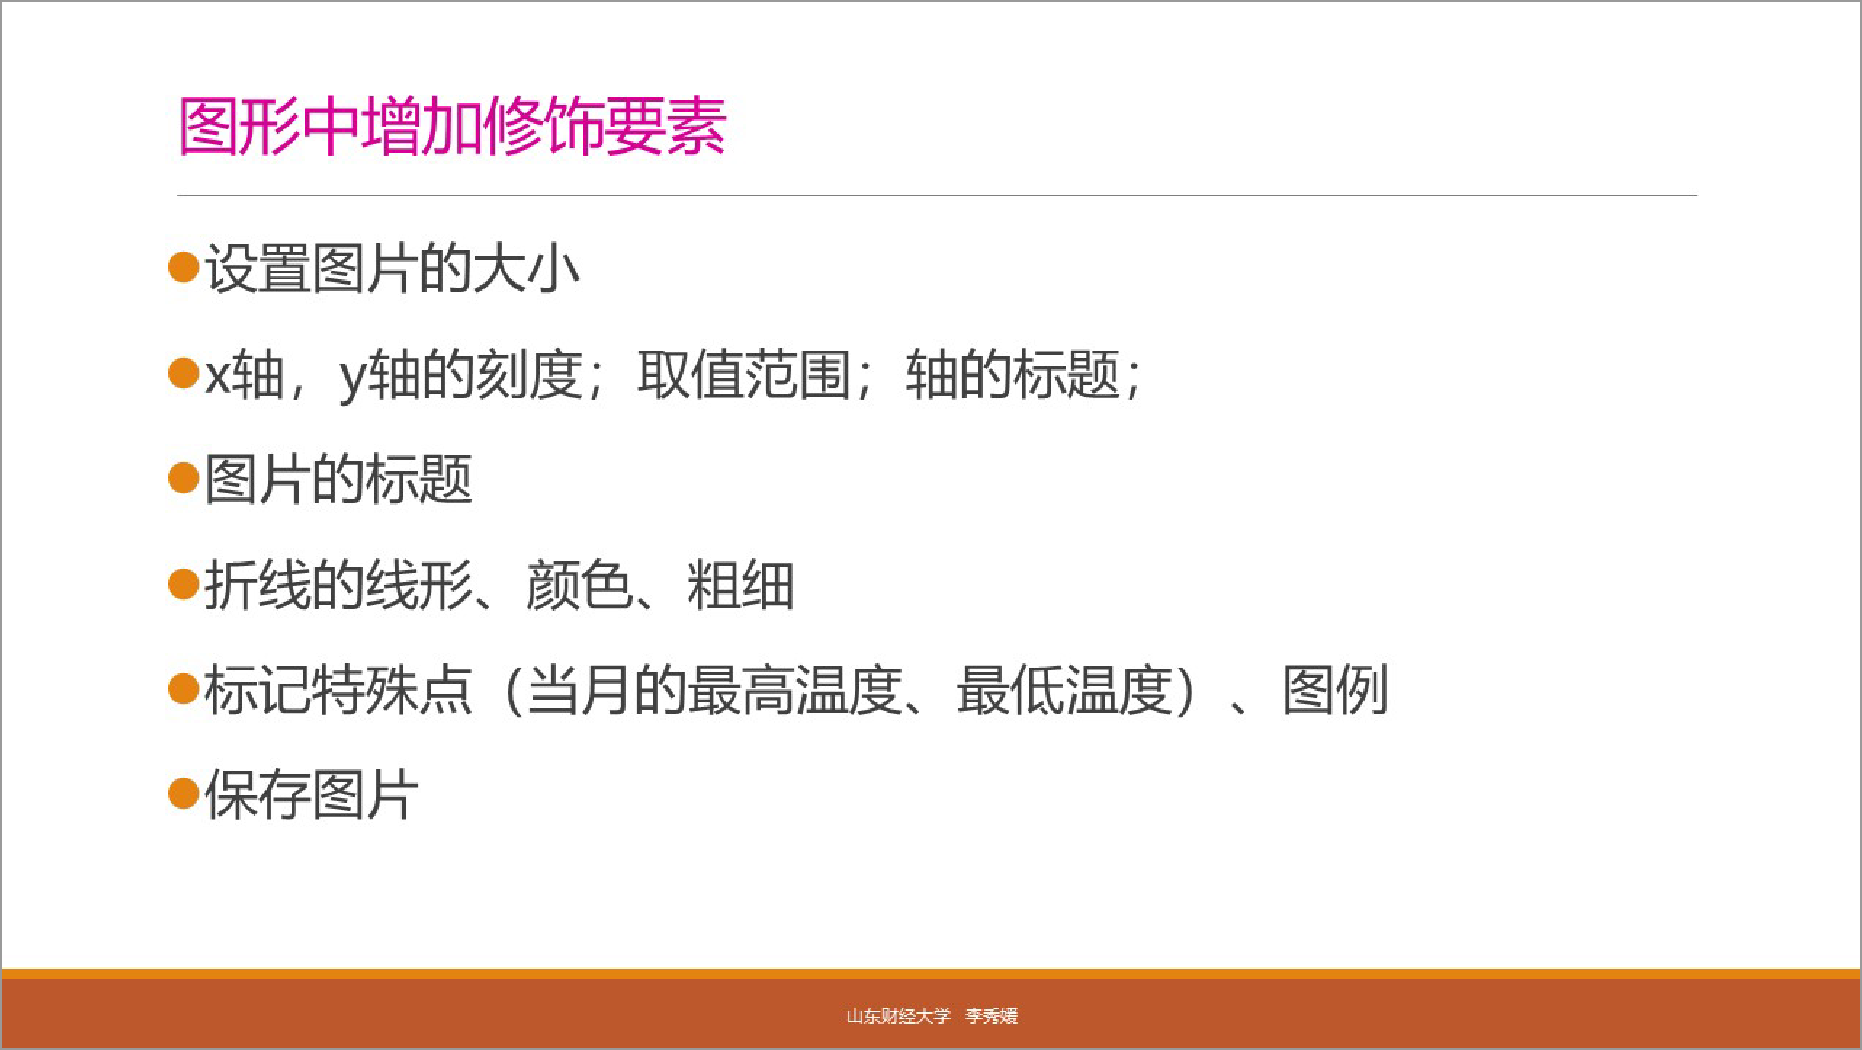 图形中增加修饰要素
设置图片的大小
x轴，y轴的刻度；取值范围；轴的标题；
图片的标题
折线的线形、颜色、粗细
标记特殊点（当月的最高温度、最低温度）、图例
保存图片
山东财经大学 李秀媛